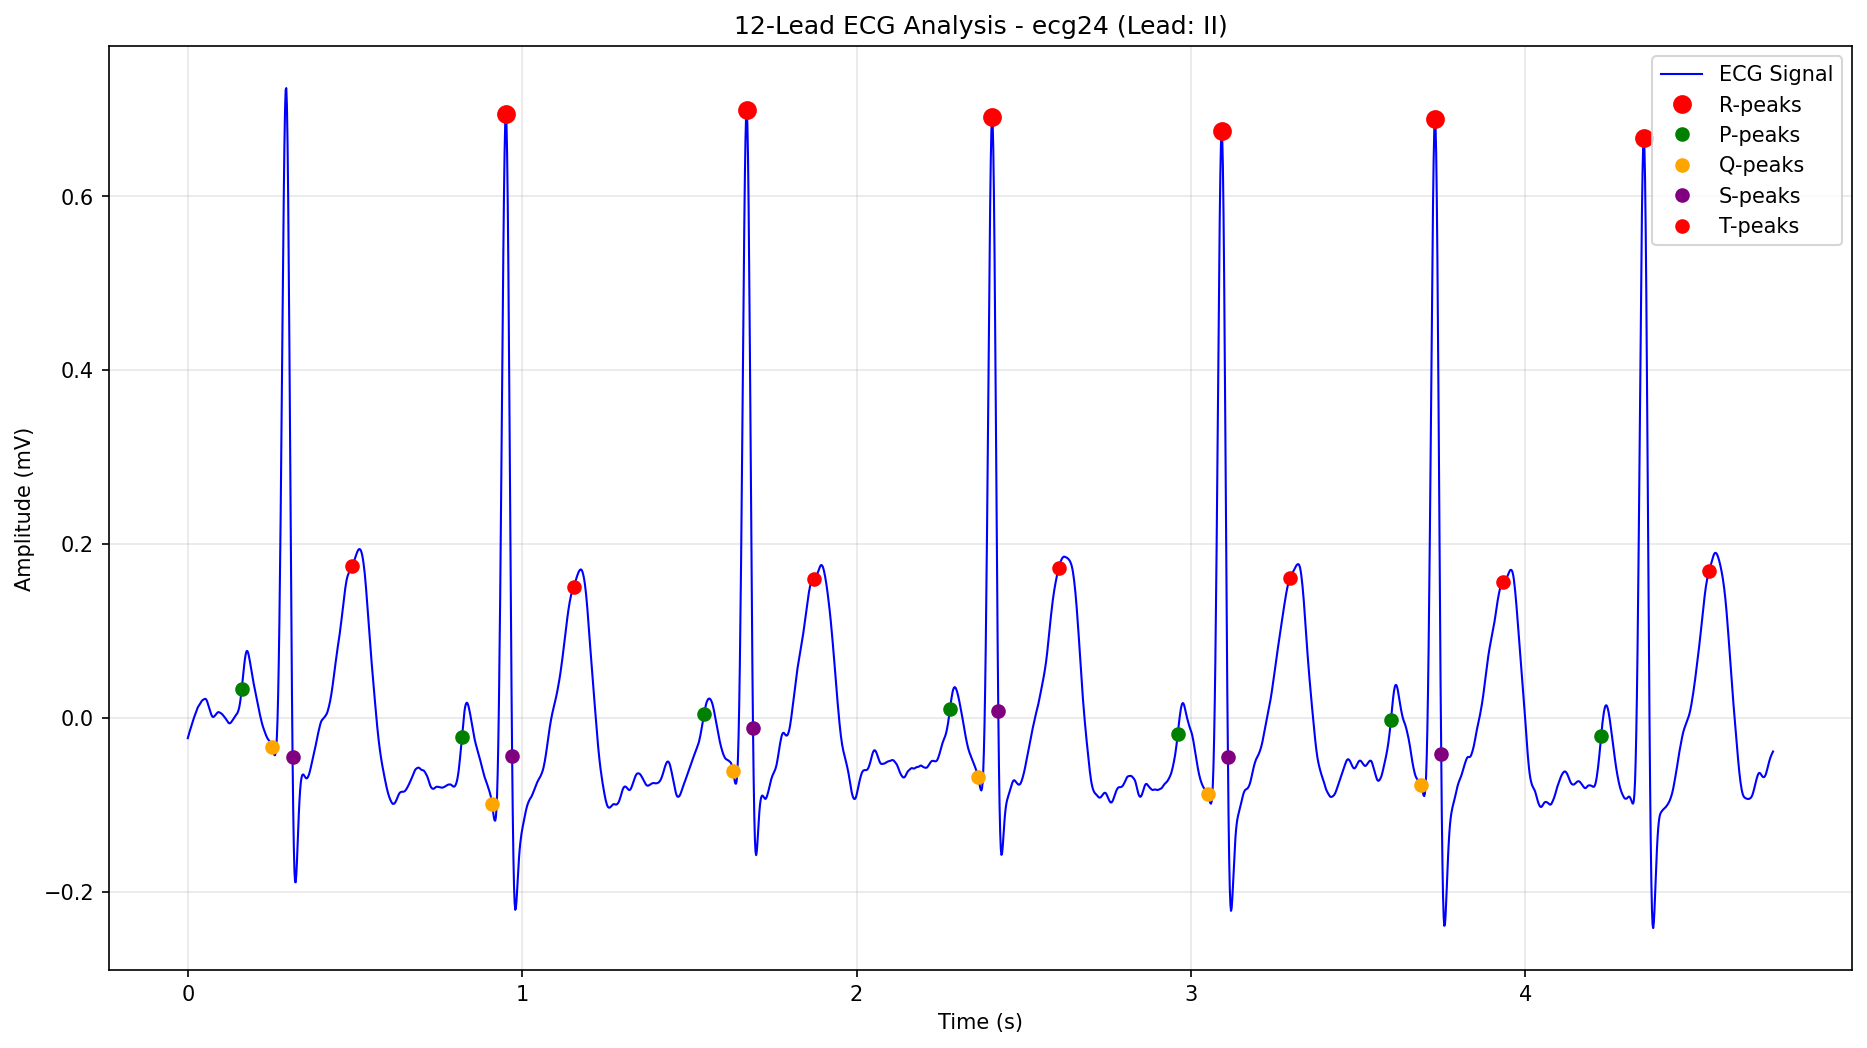 12-Lead ECG Analysis - ecg24 (Lead: II)
ECG Signal
R-peaks
P-peaks
Q-peaks
S-peaks
T-peaks
Amplitude (mV)
0.6
0.4
0.2
0.0
−0.2
0 1 2 3 4
Time (s)